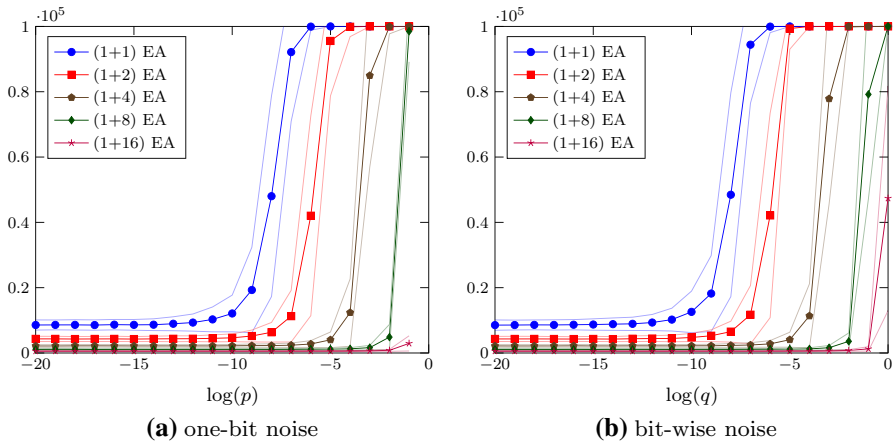 ·10⁵
1
0.8
0.6
0.4
0.2
0
−20 −15 −10 −5 0
log(p)
(1+1) EA
(1+2) EA
(1+4) EA
(1+8) EA
(1+16) EA
(a) one-bit noise
·10⁵
1
0.8
0.6
0.4
0.2
0
−20 −15 −10 −5 0
log(q)
(1+1) EA
(1+2) EA
(1+4) EA
(1+8) EA
(1+16) EA
(b) bit-wise noise